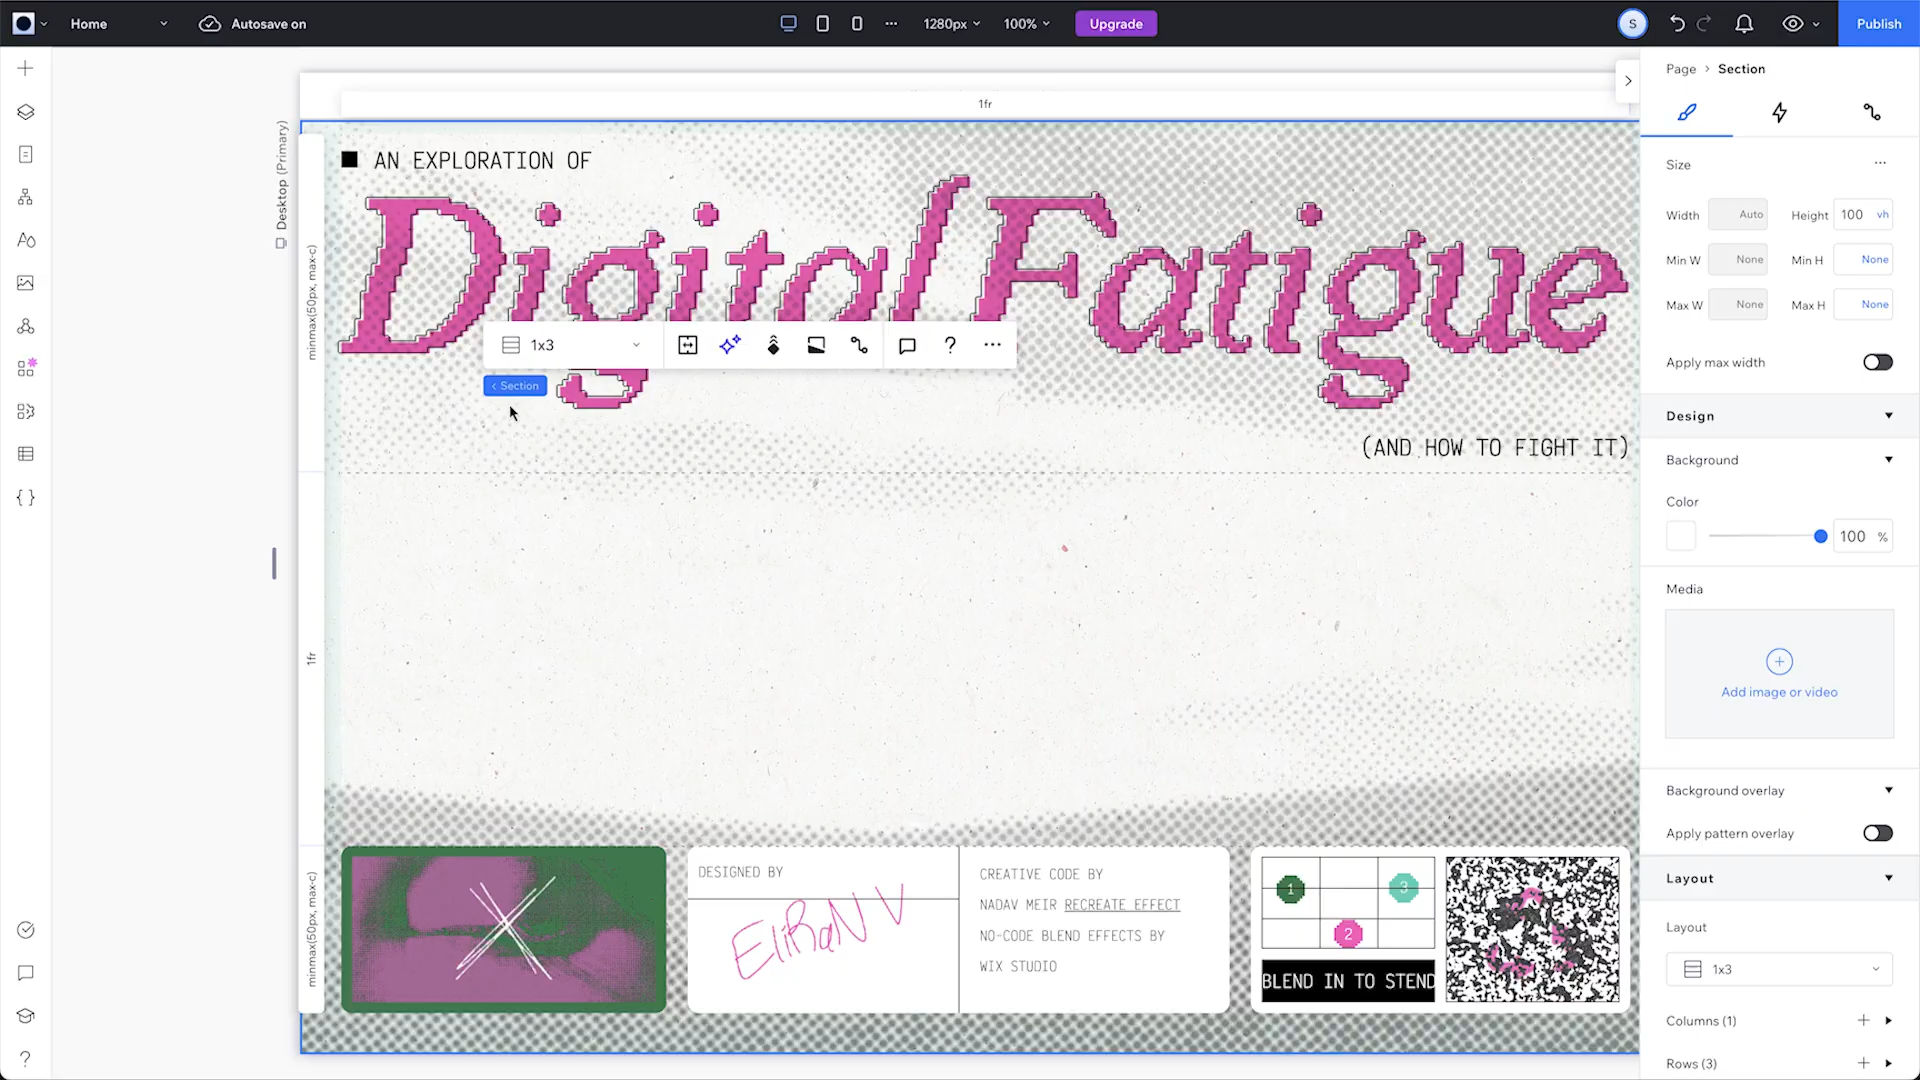 Home
Autosave on
1280px
100%
Upgrade
S
Publish
Page > Section
1fr
Desktop (Primary)
minmax(50px, max-c)
AN EXPLORATION OF
Digital Fatigue
1x3
?
Section
(AND HOW TO FIGHT IT)
1fr
minmax(50px, max-c)
DESIGNED BY
EliRaN V
CREATIVE CODE BY
NADAV MEIR RECREATE EFFECT
NO-CODE BLEND EFFECTS BY
WIX STUDIO
1
3
2
BLEND IN TO STEND
Size
Width Auto Height 100 vh
Min W None Min H None
Max W None Max H None
Apply max width
Design
Background
Color
100 %
Media
Add image or video
Background overlay
Apply pattern overlay
Layout
Layout
1x3
Columns (1)
Rows (3)